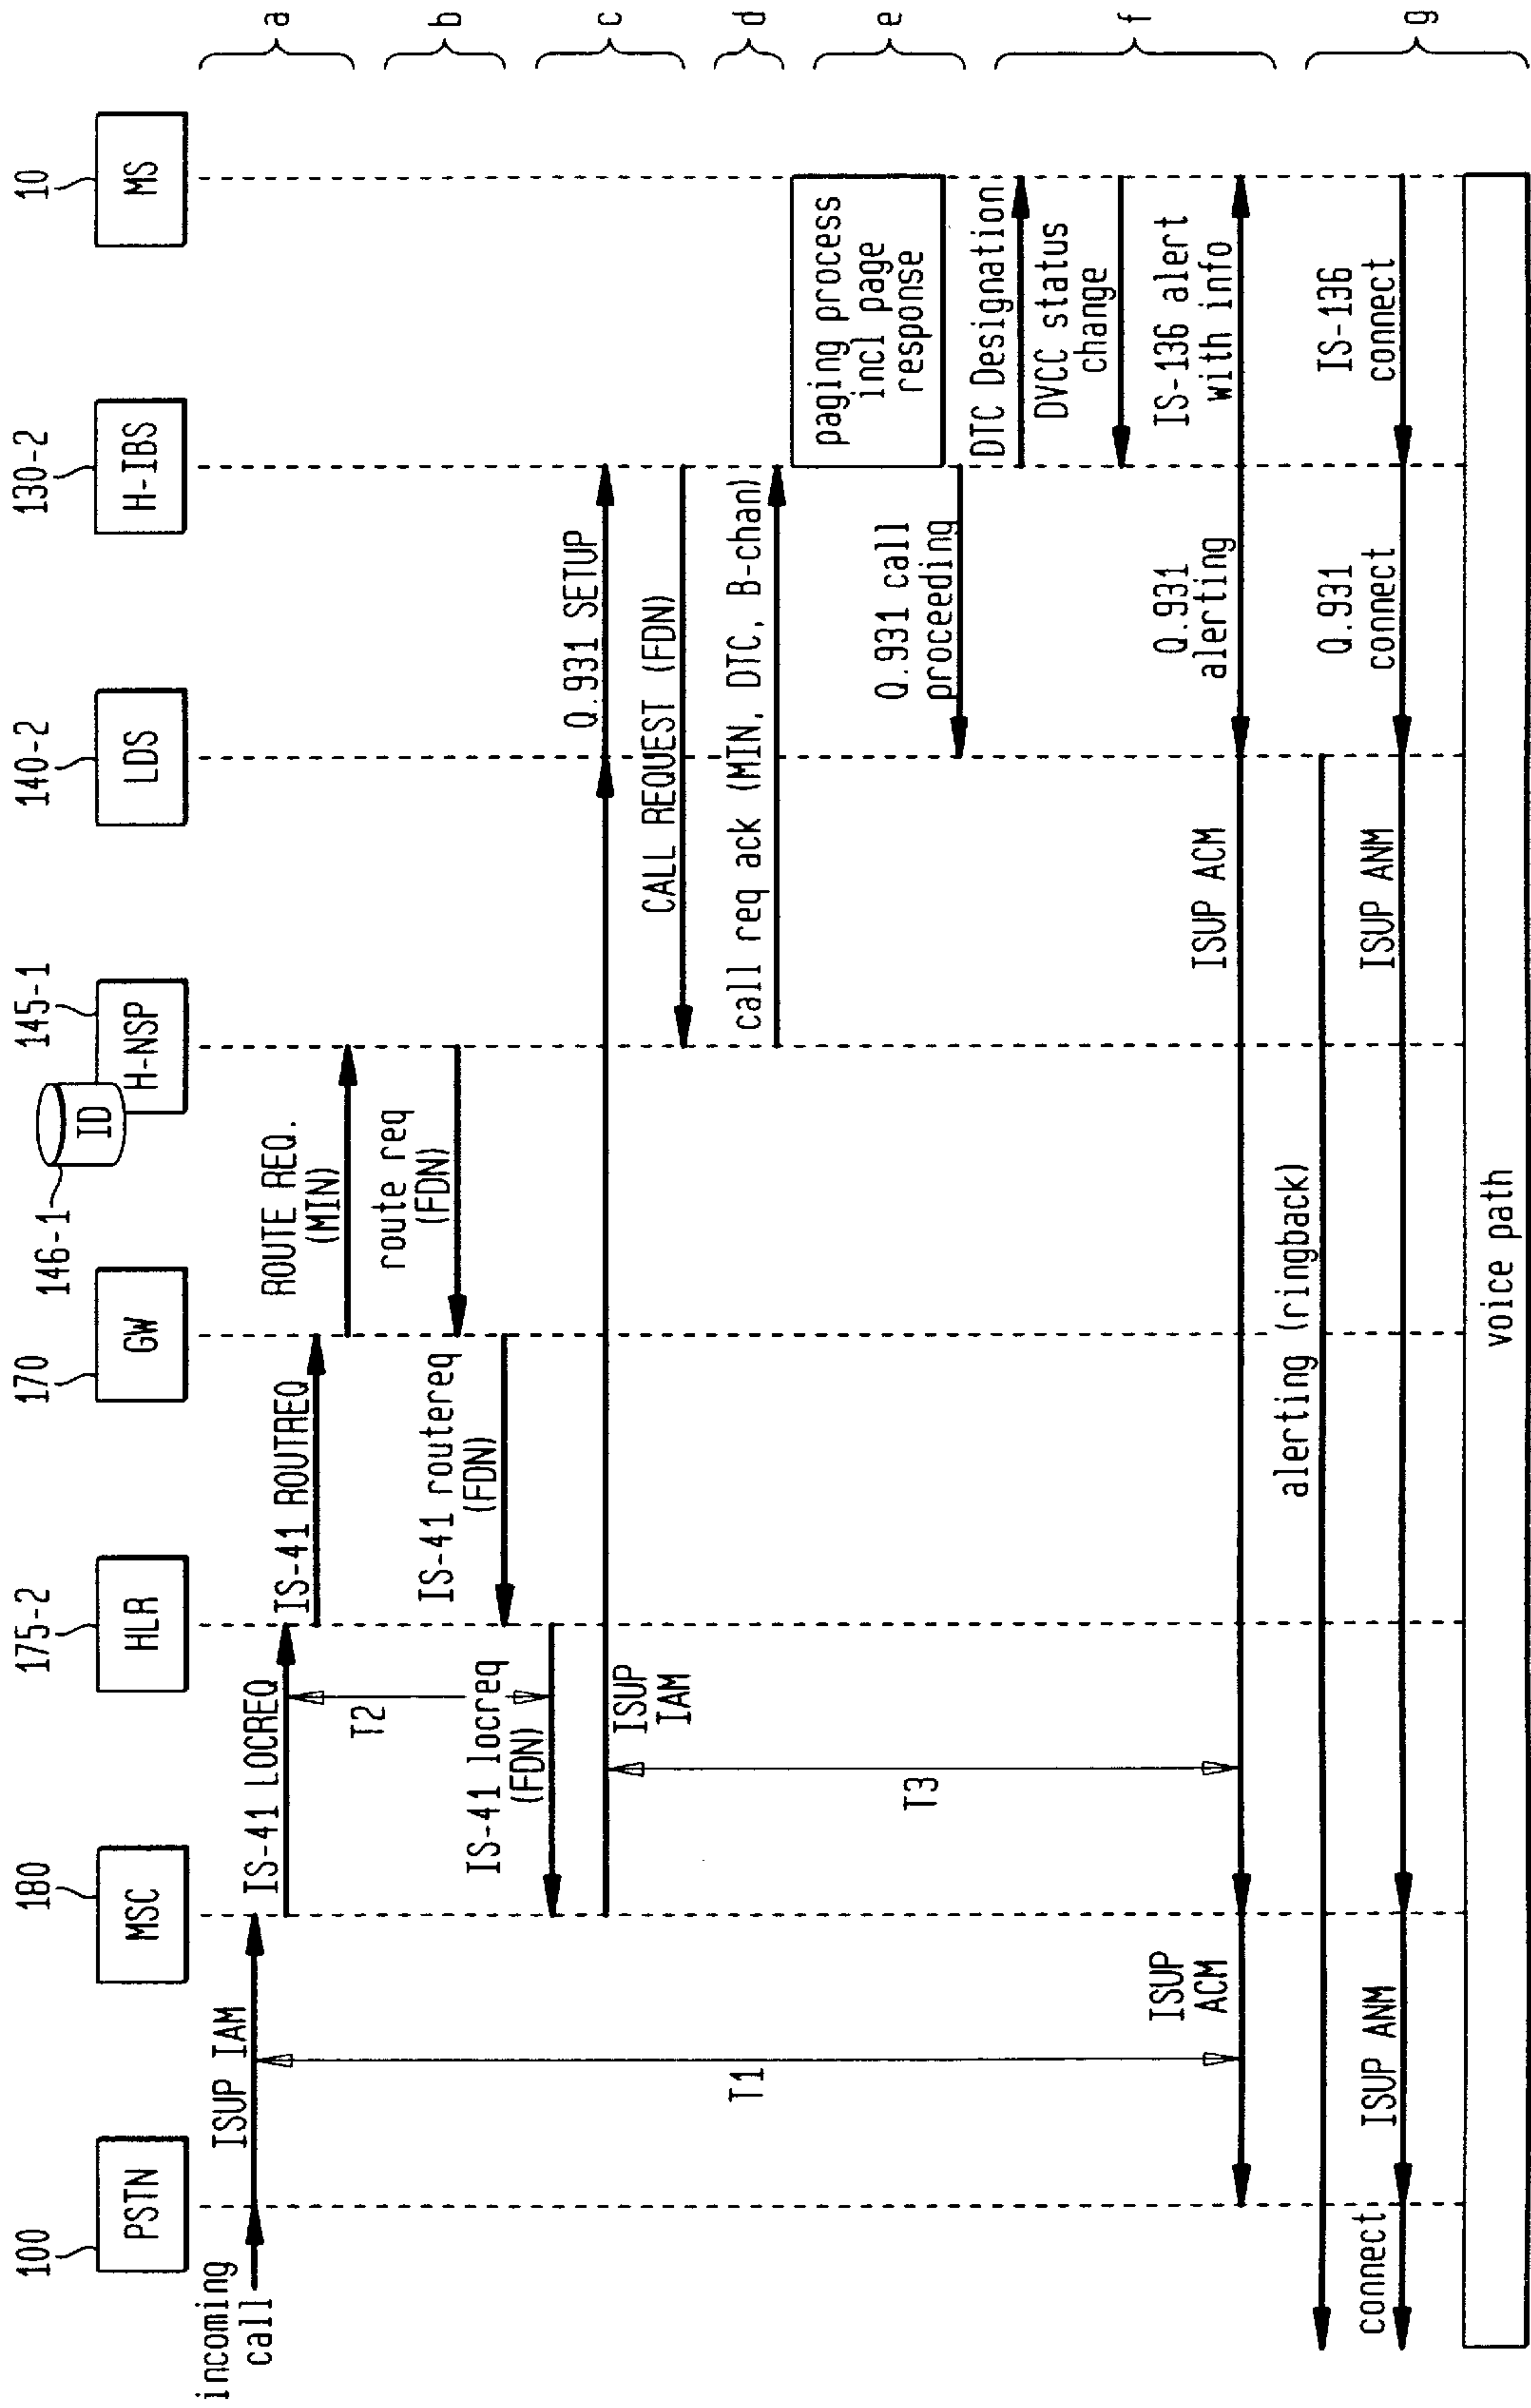 100
PSTN
180
MSC
175-2
HLR
170
GW
146-1
ID
145-1
H-NSP
140-2
LDS
130-2
H-IBS
10
MS
incoming
call
ISUP IAM
IS-41 LOCREQ
IS-41 ROUTREQ
ROUTE REQ.
(MIN)
a
T2
route req
(FDN)
IS-41 routereq
(FDN)
b
IS-41 locreq
(FDN)
ISUP
IAM
Q.931 SETUP
CALL REQUEST (FDN)
c
call req ack (MIN, DTC, B-chan)
d
T1
T3
paging process
incl page
response
Q.931 call
proceeding
e
DTC Designation
DVCC status
change
IS-136 alert
with info
Q.931
alerting
ISUP ACM
ISUP
ACM
f
alerting (ringback)
IS-136
connect
Q.931
connect
ISUP ANM
ISUP ANM
connect
g
voice path